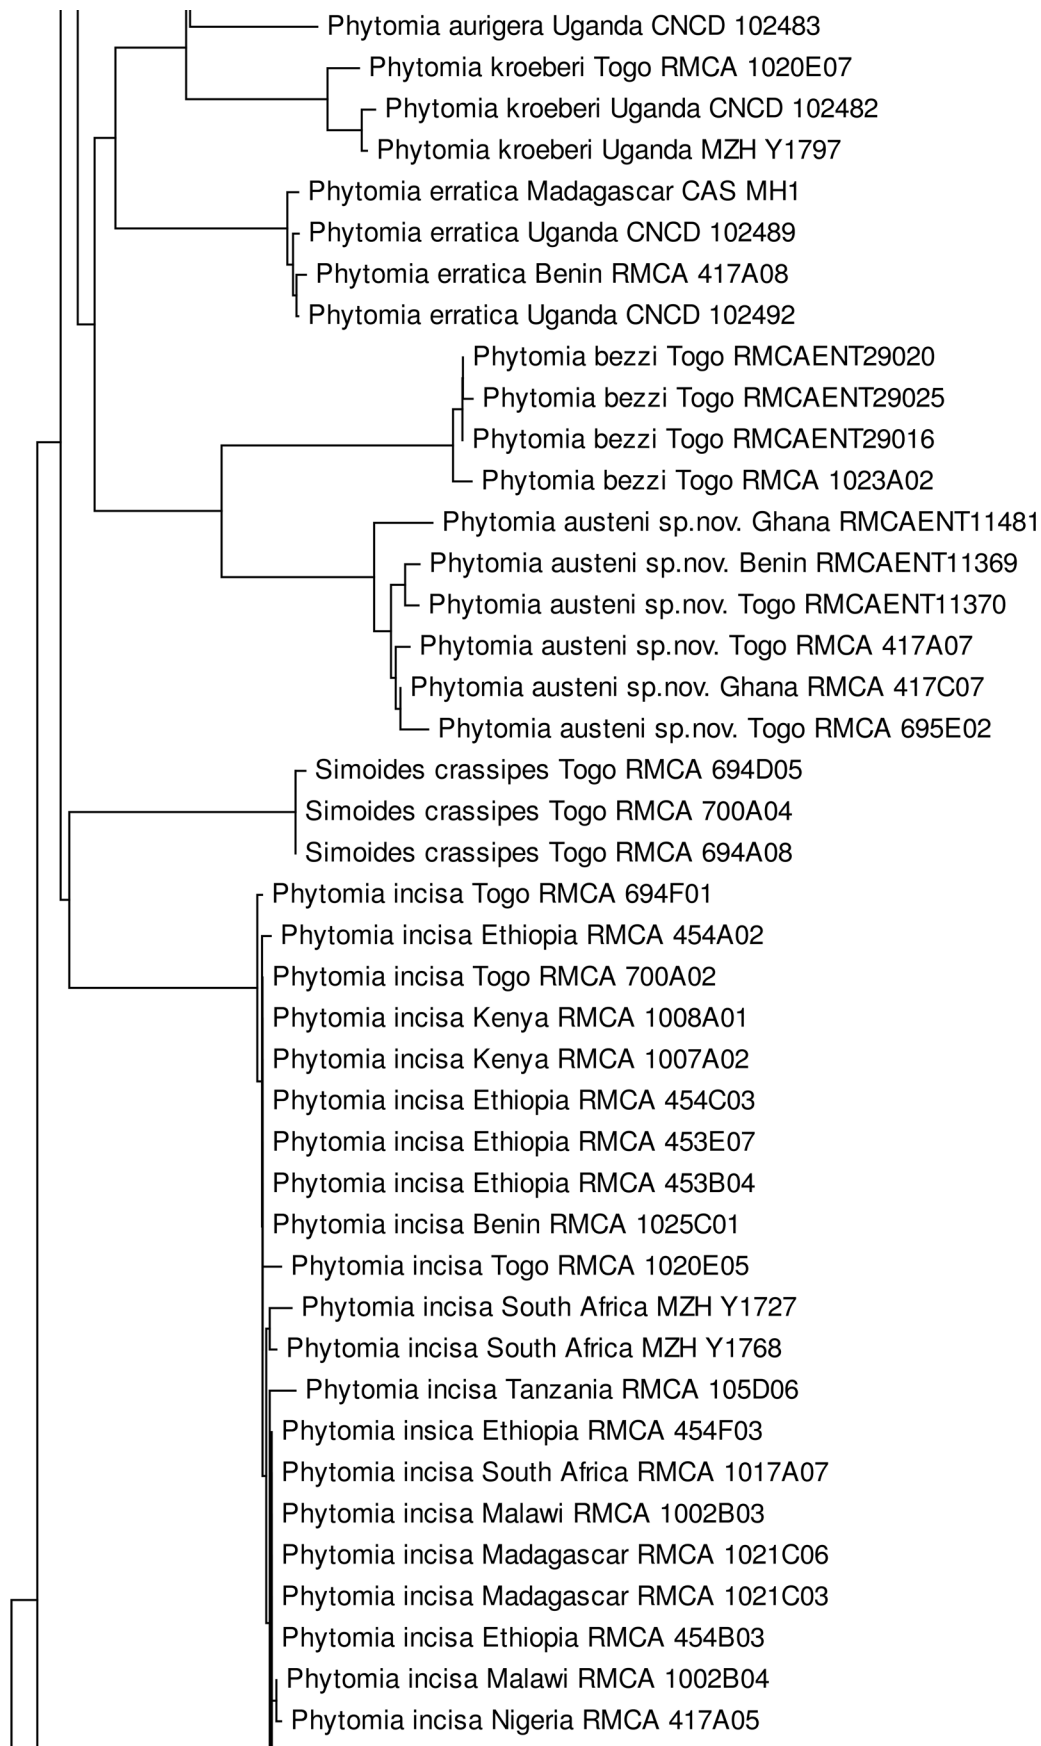 Phytomia aurigera Uganda CNCD 102483
Phytomia kroeberi Togo RMCA 1020E07
Phytomia kroeberi Uganda CNCD 102482
Phytomia kroeberi Uganda MZH Y1797
Phytomia erratica Madagascar CAS MH1
Phytomia erratica Uganda CNCD 102489
Phytomia erratica Benin RMCA 417A08
Phytomia erratica Uganda CNCD 102492
Phytomia bezzi Togo RMCAENT29020
Phytomia bezzi Togo RMCAENT29025
Phytomia bezzi Togo RMCAENT29016
Phytomia bezzi Togo RMCA 1023A02
Phytomia austeni sp.nov. Ghana RMCAENT11481
Phytomia austeni sp.nov. Benin RMCAENT11369
Phytomia austeni sp.nov. Togo RMCAENT11370
Phytomia austeni sp.nov. Togo RMCA 417A07
Phytomia austeni sp.nov. Ghana RMCA 417C07
Phytomia austeni sp.nov. Togo RMCA 695E02
Simoides crassipes Togo RMCA 694D05
Simoides crassipes Togo RMCA 700A04
Simoides crassipes Togo RMCA 694A08
Phytomia incisa Togo RMCA 694F01
Phytomia incisa Ethiopia RMCA 454A02
Phytomia incisa Togo RMCA 700A02
Phytomia incisa Kenya RMCA 1008A01
Phytomia incisa Kenya RMCA 1007A02
Phytomia incisa Ethiopia RMCA 454C03
Phytomia incisa Ethiopia RMCA 453E07
Phytomia incisa Ethiopia RMCA 453B04
Phytomia incisa Benin RMCA 1025C01
Phytomia incisa Togo RMCA 1020E05
Phytomia incisa South Africa MZH Y1727
Phytomia incisa South Africa MZH Y1768
Phytomia incisa Tanzania RMCA 105D06
Phytomia insica Ethiopia RMCA 454F03
Phytomia incisa South Africa RMCA 1017A07
Phytomia incisa Malawi RMCA 1002B03
Phytomia incisa Madagascar RMCA 1021C06
Phytomia incisa Madagascar RMCA 1021C03
Phytomia incisa Ethiopia RMCA 454B03
Phytomia incisa Malawi RMCA 1002B04
Phytomia incisa Nigeria RMCA 417A05